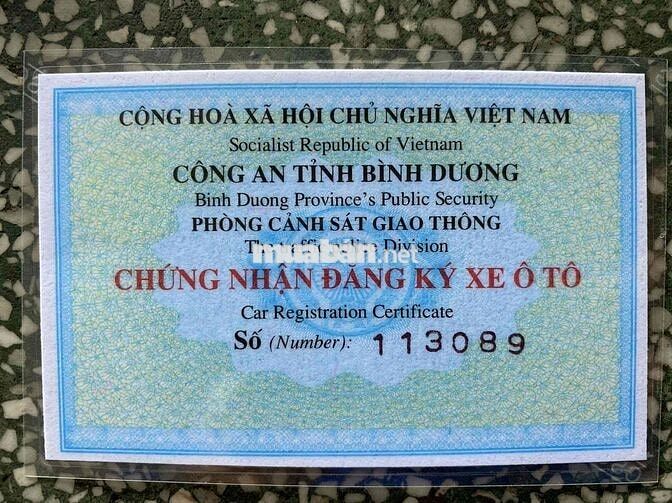 CỘNG HOÀ XÃ HỘI CHỦ NGHĨA VIỆT NAM
Socialist Republic of Vietnam
CÔNG AN TỈNH BÌNH DƯƠNG
Binh Duong Province's Public Security
PHÒNG CẢNH SÁT GIAO THÔNG
Division
muaban.net
CHỨNG NHẬN ĐĂNG KÝ XE Ô TÔ
Car Registration Certificate
Số (Number): 113089